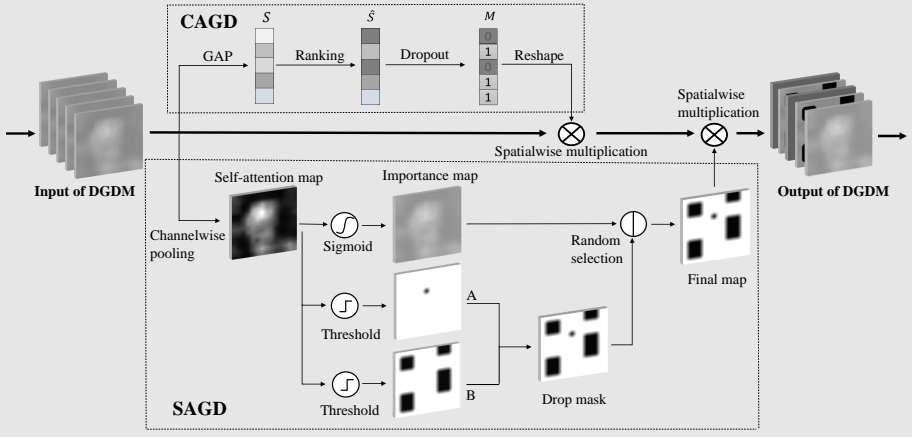 CAGD
S
Ŝ
M
GAP
Ranking
Dropout
Reshape
0
1
0
1
1
Spatialwise
multiplication
Spatialwise multiplication
Input of DGDM
Output of DGDM
Self-attention map
Importance map
Channelwise
pooling
Sigmoid
Random
selection
Final map
A
Threshold
Drop mask
B
Threshold
SAGD